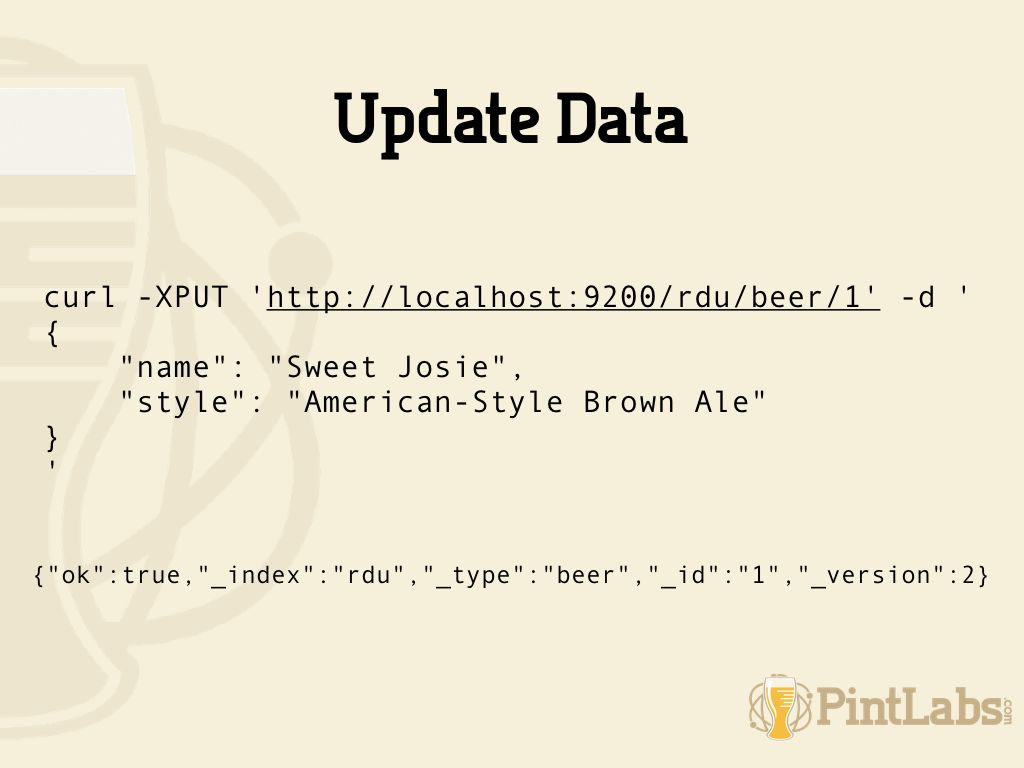 Update Data
curl -XPUT 'http://localhost:9200/rdu/beer/1' -d '
{
    "name": "Sweet Josie",
    "style": "American-Style Brown Ale"
}
'
{"ok":true,"_index":"rdu","_type":"beer","_id":"1","_version":2}
PintLabs.com